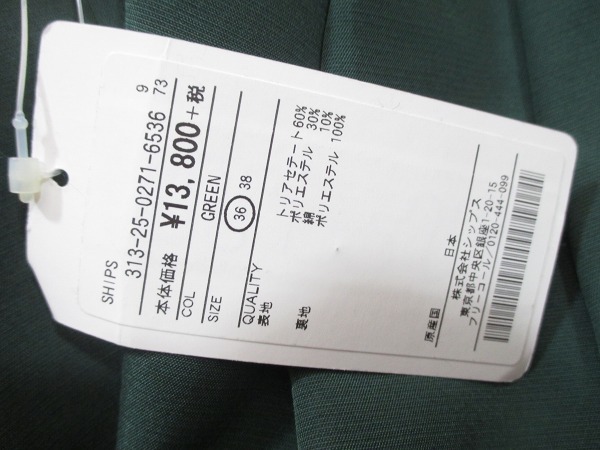 SHIPS
313-25-0271-6536 9
73
本体価格 ¥13,800+税
COL GREEN
SIZE 36 38
QUALITY
表地 トリアセテート 60%
ポリエステル 30%
綿 10%
裏地 ポリエステル 100%
原産国 日本
株式会社シップス
東京都中央区銀座1-20-15
フリーコール/0120-444-099